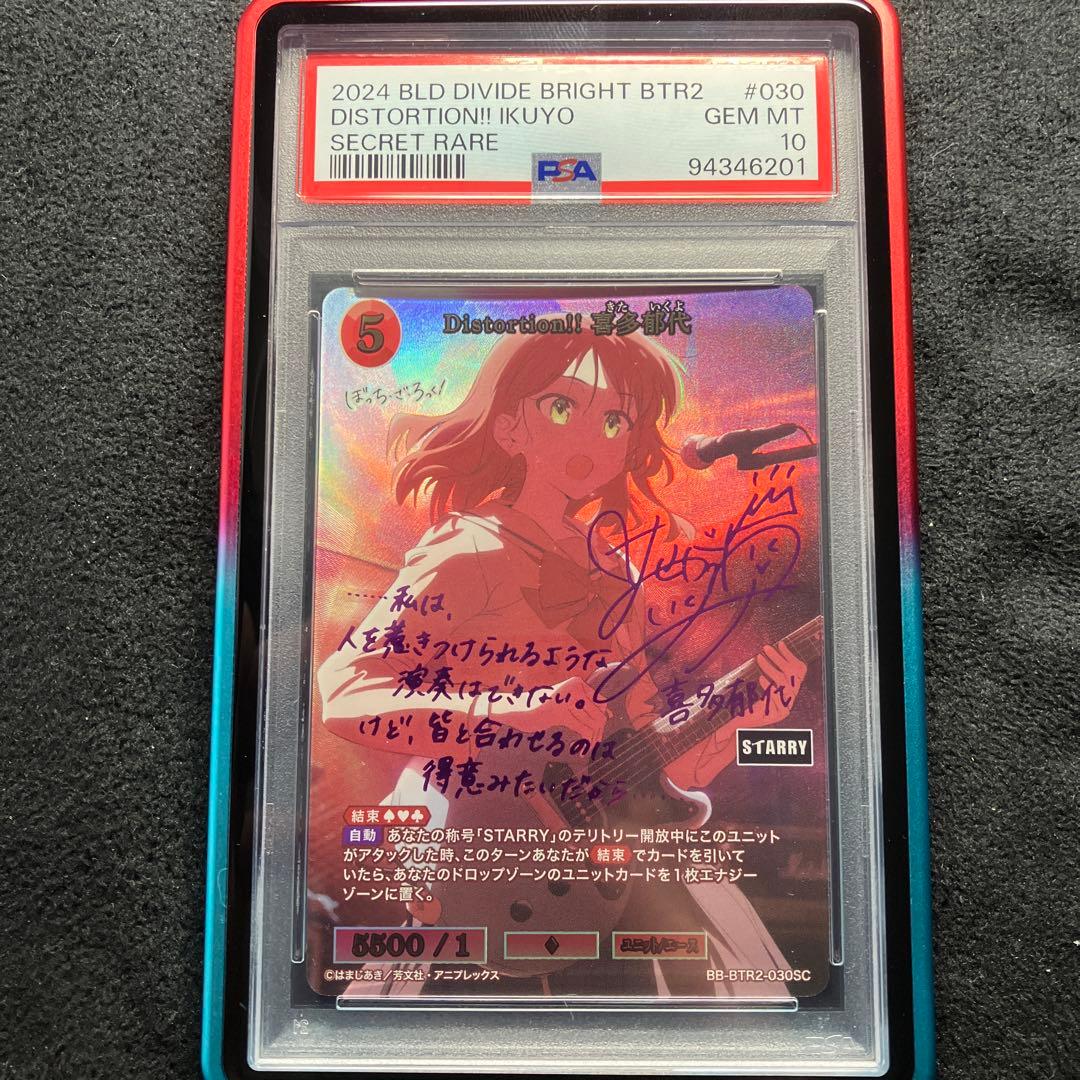 2024 BLD DIVIDE BRIGHT BTR2 #030
DISTORTION!! IKUYO GEM MT
SECRET RARE 10
PSA 94346201
5 Distortion!! 喜多郁代
きた いくよ
ぼっち・ざ・ろっく!
……私は、
人を惹きつけられるような
演奏はできない。
けど、皆と合わせるのは
得意みたいだから
いくよ
喜多郁代
STARRY
結束♠♥♣
自動 あなたの称号「STARRY」のテリトリー開放中にこのユニット
がアタックした時、このターンあなたが 結束 でカードを引いて
いたら、あなたのドロップゾーンのユニットカードを1枚エナジー
ゾーンに置く。
5500 / 1 ユニット/エース
©はまじあき/芳文社・アニプレックス BB-BTR2-030SC